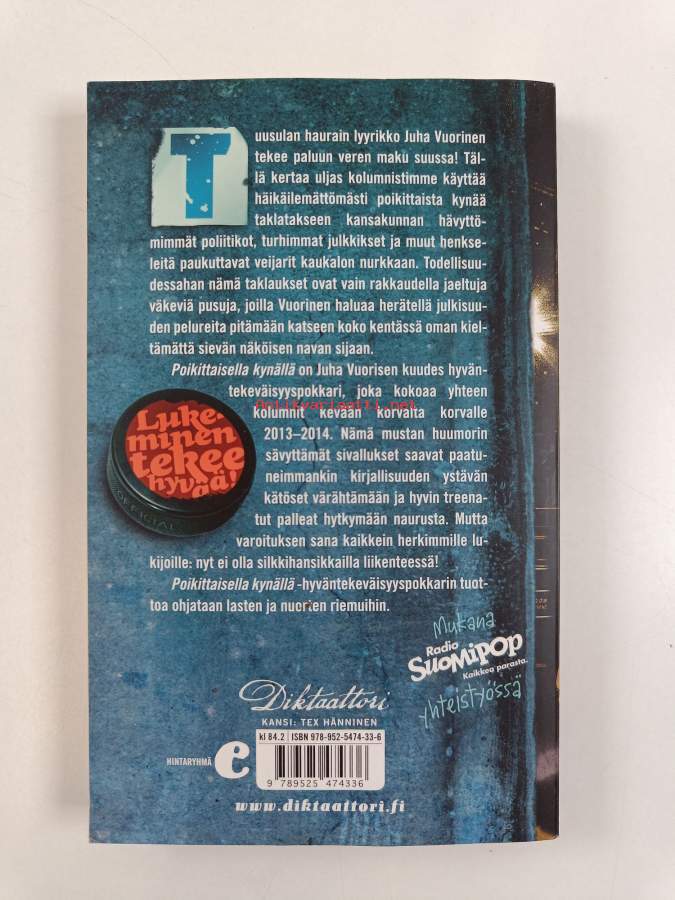 Tuusulan haurain lyyrikko Juha Vuorinen
tekee paluun veren maku suussa! Täl-
lä kertaa uljas kolumnistimme käyttää
häikäilemättömästi poikittaista kynää
taklatakseen kansakunnan hävyttö-
mimmät poliitikot, turhimmat julkkikset ja muut henkse-
leitä paukuttavat veijarit kaukalon nurkkaan. Todellisuu-
dessahan nämä taklaukset ovat vain rakkaudella jaeltuja
väkeviä pusuja, joilla Vuorinen haluaa herätellä julkisuu-
den pelureita pitämään katseen koko kentässä oman kiel-
tämättä sievän näköisen navan sijaan.
Poikittaisella kynällä on Juha Vuorisen kuudes hyvän-
tekeväisyyspokkari, joka kokoaa yhteen
kolumnit kevään korvalta korvalle
2013–2014. Nämä mustan huumorin
sävyttämät sivallukset saavat paatu-
neimmankin kirjallisuuden ystävän
kätöset värähtämään ja hyvin treena-
tut palleat hytkymään naurusta. Mutta
varoituksen sana kaikkein herkimmille lu-
kijoille: nyt ei olla silkkihansikkailla liikenteessä!
Poikittaisella kynällä -hyväntekeväisyyspokkarin tuot-
toa ohjataan lasten ja nuorten riemuihin.
Antikvariaatti.net
Luke-
minen
tekee
hyvää!
OFFICIAL
Mukana
Radio
SUOMIPOP
Kaikkea parasta.
yhteistyössä
Diktaattori
KANSI: TEX HÄNNINEN
kl 84.2 ISBN 978-952-5474-33-6
HINTARYHMÄ e
9 789525 474336
www.diktaattori.fi